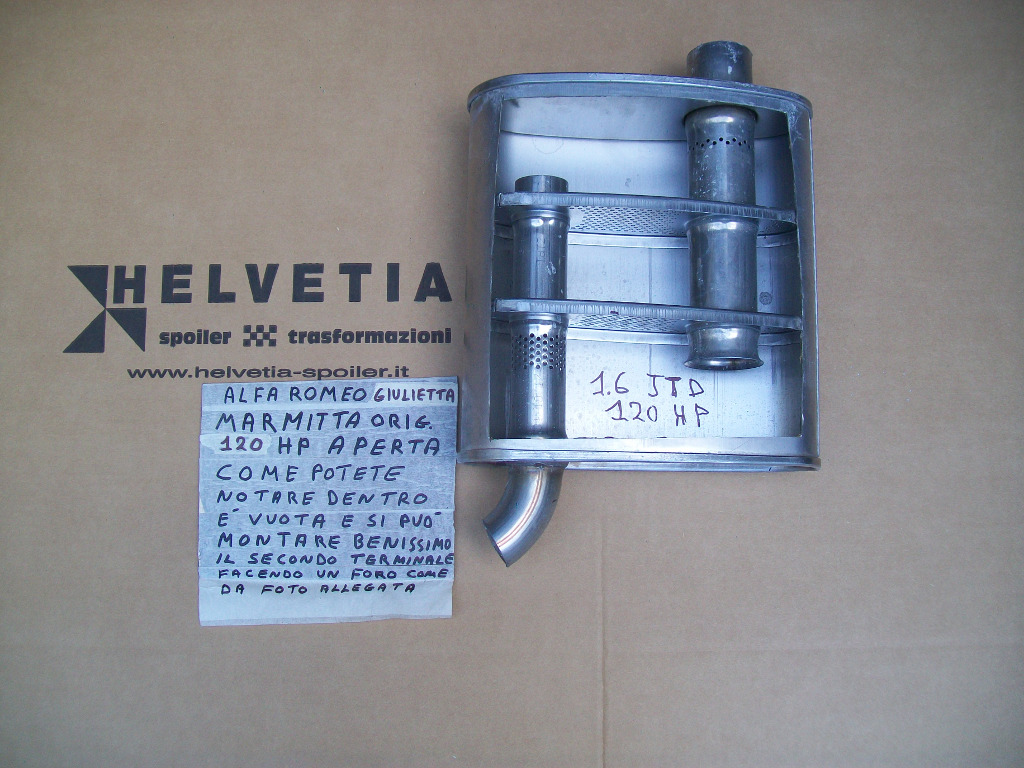 HELVETIA
spoiler trasformazioni
www.helvetia-spoiler.it
ALFA ROMEO GIULIETTA
MARMITTA ORIG.
120 HP APERTA
COME POTETE
NOTARE DENTRO
E' VUOTA E SI PUO'
MONTARE BENISSIMO
IL SECONDO TERMINALE
FACENDO UN FORO COME
DA FOTO ALLEGATA
1.6 JTD
120 HP